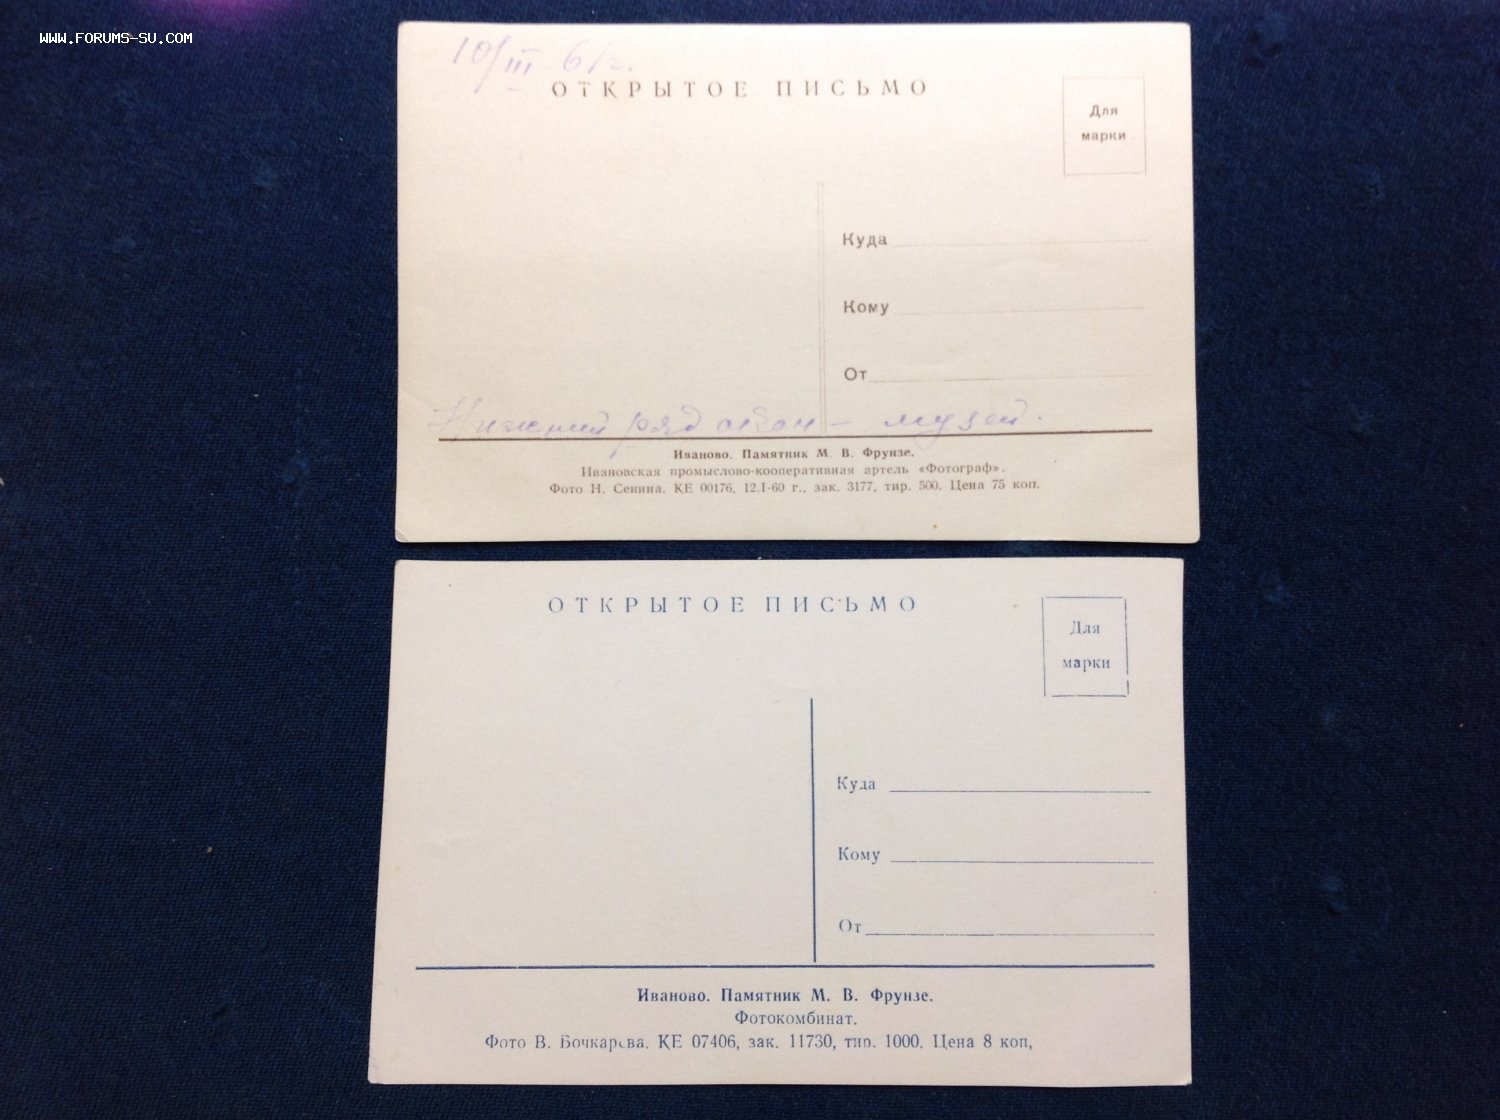 WWW.FORUMS-SU.COM
10/III 61г.
ОТКРЫТОЕ ПИСЬМО
Для
марки
Куда
Кому
От
Нижний ряд окон - музей.
Иваново. Памятник М. В. Фрунзе.
Ивановская промыслово-кооперативная артель «Фотограф».
Фото Н. Сенина. КЕ 00176, 12.I-60 г., зак. 3177, тир. 500. Цена 75 коп.
ОТКРЫТОЕ ПИСЬМО
Для
марки
Куда
Кому
От
Иваново. Памятник М. В. Фрунзе.
Фотокомбинат.
Фото В. Бочкарева. КЕ 07406, зак. 11730, тир. 1000. Цена 8 коп,